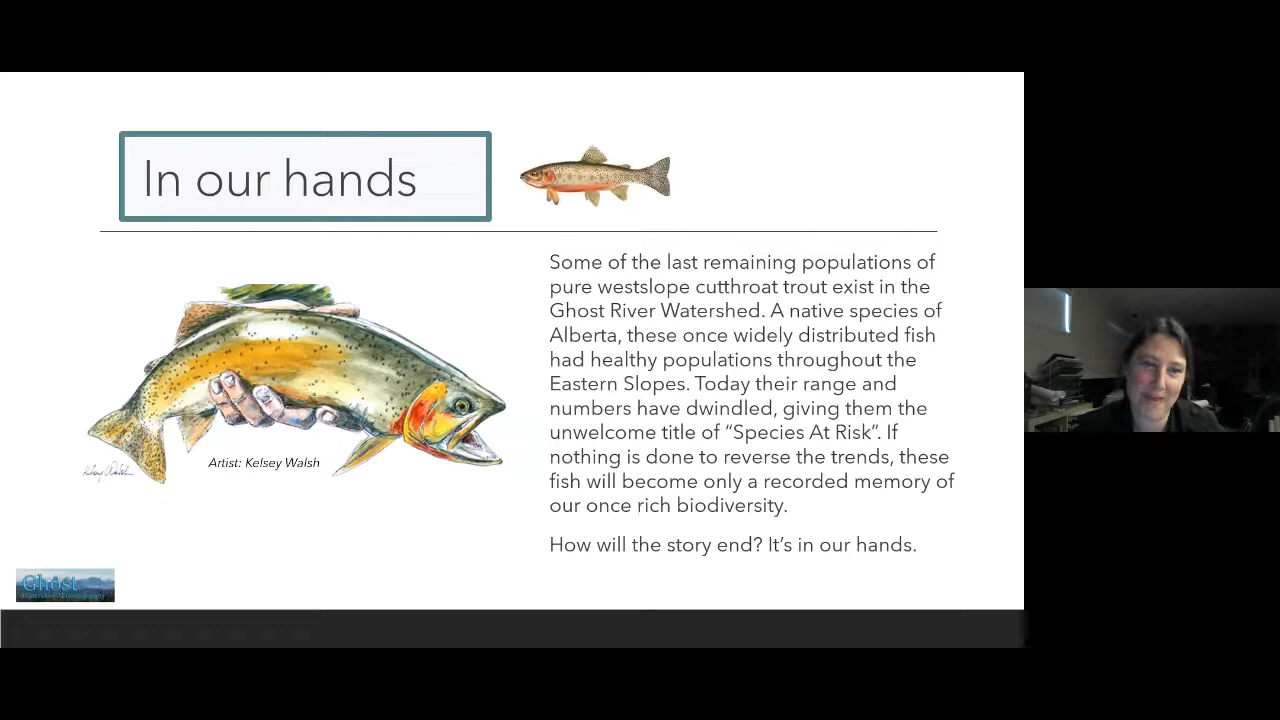 In our hands
Some of the last remaining populations of
pure westslope cutthroat trout exist in the
Ghost River Watershed. A native species of
Alberta, these once widely distributed fish
had healthy populations throughout the
Eastern Slopes. Today their range and
numbers have dwindled, giving them the
unwelcome title of “Species At Risk”. If
nothing is done to reverse the trends, these
fish will become only a recorded memory of
our once rich biodiversity.
How will the story end? It’s in our hands.
Artist: Kelsey Walsh
Ghost